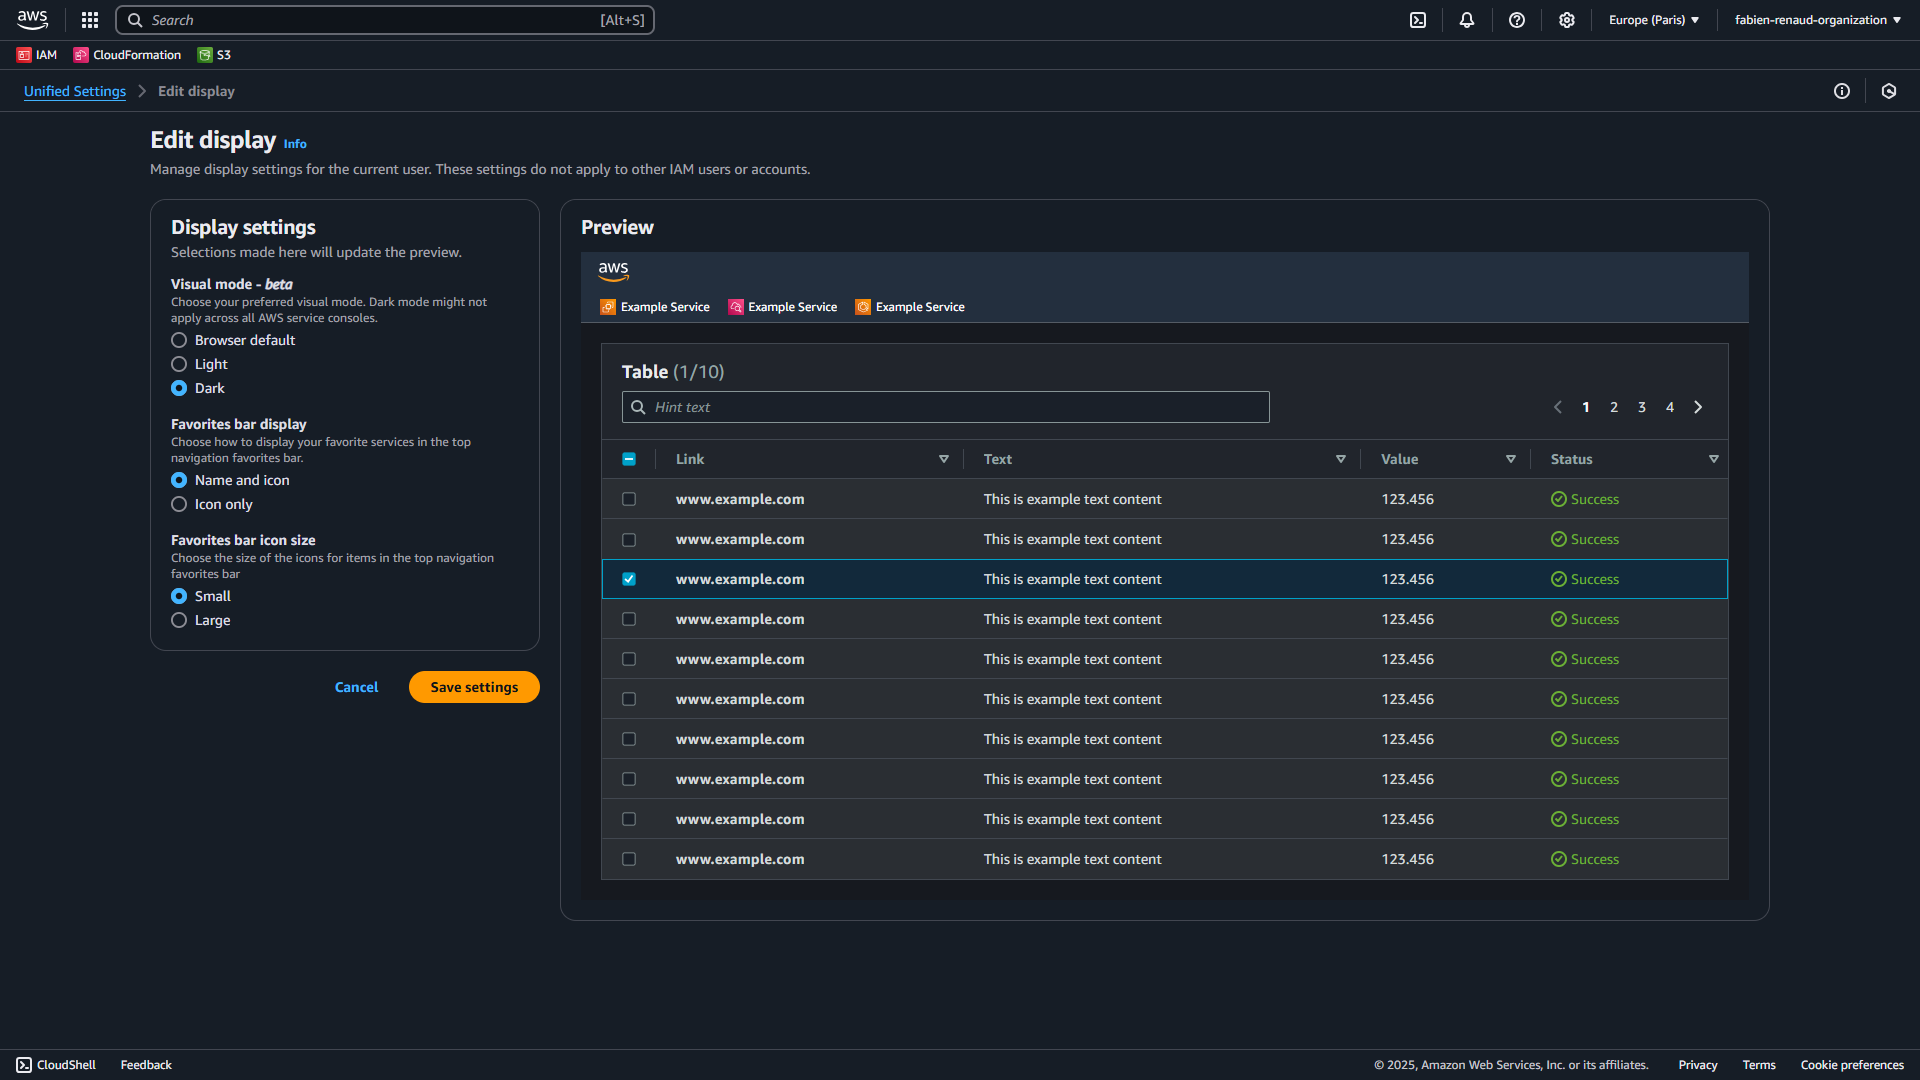 aws
Search [Alt+S]
Europe (Paris)
fabien-renaud-organization
IAM CloudFormation S3
Unified Settings Edit display
Edit display Info
Manage display settings for the current user. These settings do not apply to other IAM users or accounts.
Display settings
Selections made here will update the preview.
Visual mode - beta
Choose your preferred visual mode. Dark mode might not
apply across all AWS service consoles.
Browser default
Light
Dark
Favorites bar display
Choose how to display your favorite services in the top
navigation favorites bar.
Name and icon
Icon only
Favorites bar icon size
Choose the size of the icons for items in the top navigation
favorites bar
Small
Large
Cancel Save settings
Preview
aws
Example Service Example Service Example Service
Table (1/10)
Hint text
1 2 3 4
Link Text Value Status
www.example.com This is example text content 123.456 Success
www.example.com This is example text content 123.456 Success
www.example.com This is example text content 123.456 Success
www.example.com This is example text content 123.456 Success
www.example.com This is example text content 123.456 Success
www.example.com This is example text content 123.456 Success
www.example.com This is example text content 123.456 Success
www.example.com This is example text content 123.456 Success
www.example.com This is example text content 123.456 Success
www.example.com This is example text content 123.456 Success
CloudShell Feedback
© 2025, Amazon Web Services, Inc. or its affiliates. Privacy Terms Cookie preferences